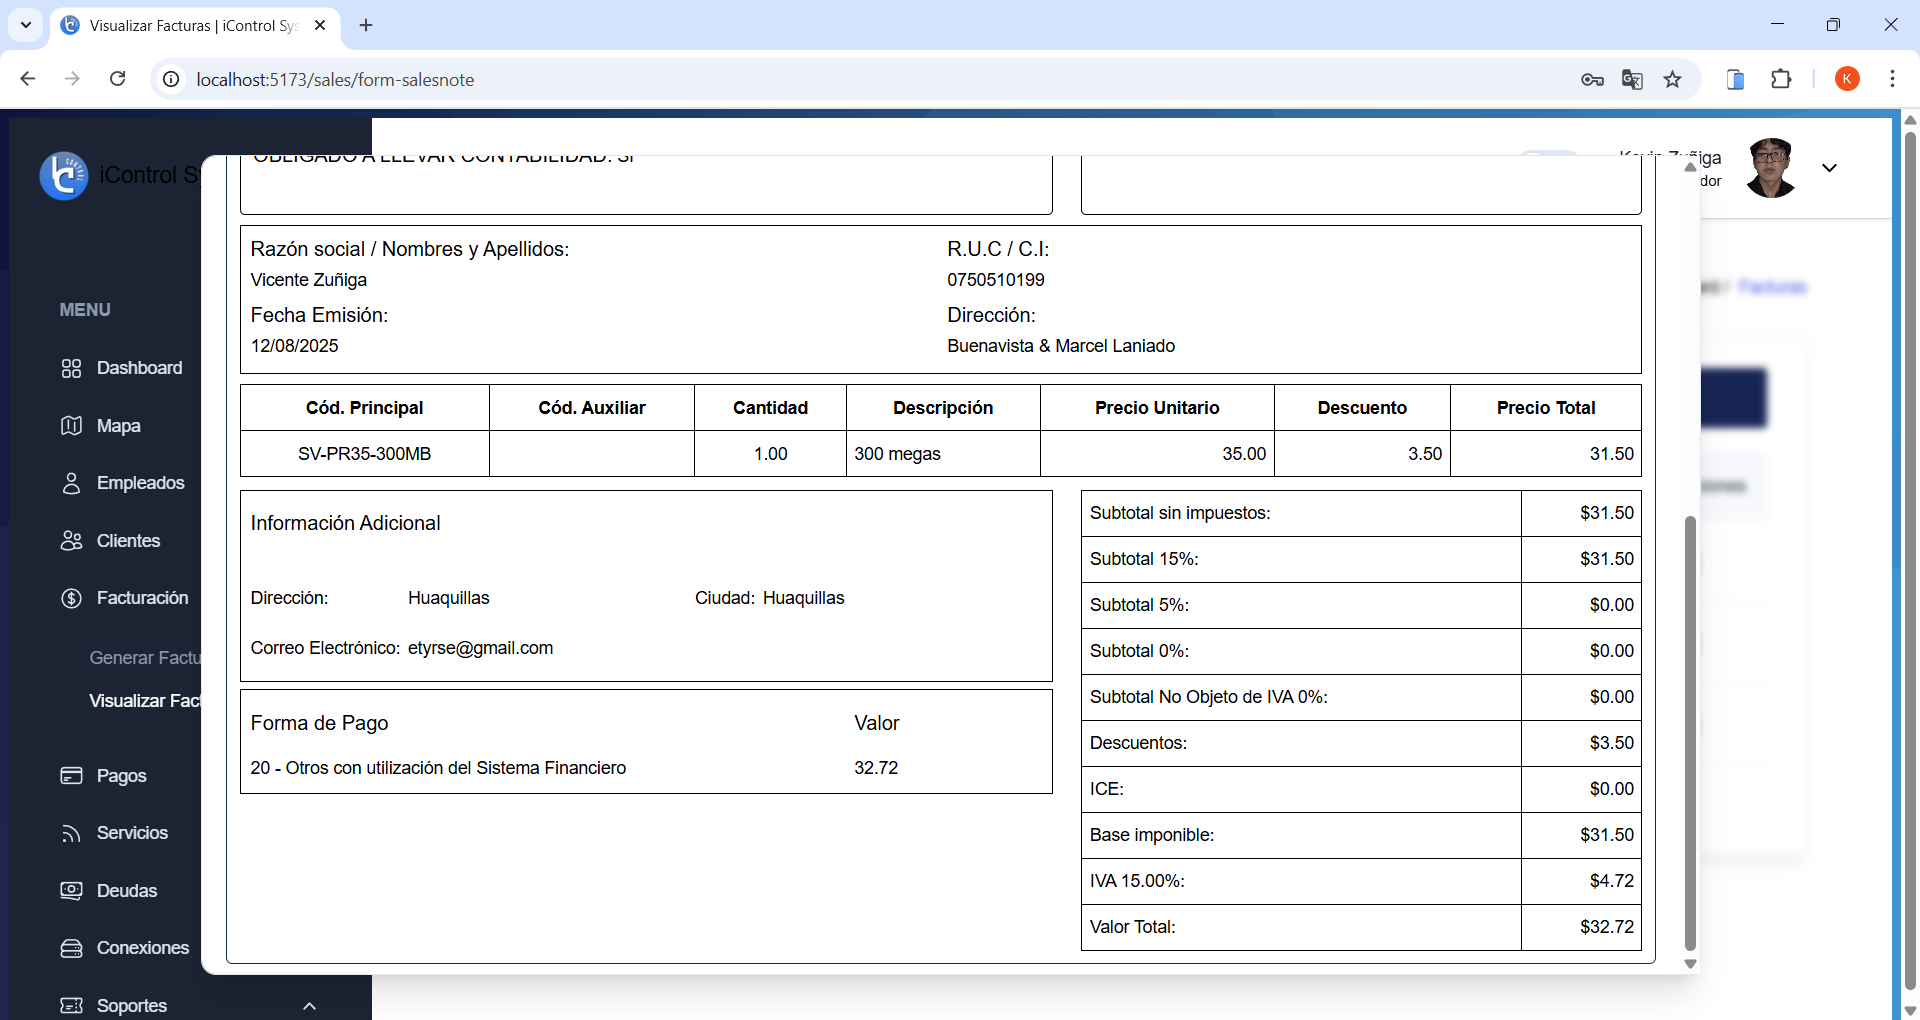 Visualizar Facturas | iControl Sys
localhost:5173/sales/form-salesnote
K
iControl Sy
Kevin Zuñiga
dor
MENU
Dashboard
Mapa
Empleados
Clientes
Facturación
Generar Factu
Visualizar Fact
Pagos
Servicios
Deudas
Conexiones
Soportes
OBLIGADO A LLEVAR CONTABILIDAD: SI
Razón social / Nombres y Apellidos:
Vicente Zuñiga
R.U.C / C.I:
0750510199
Fecha Emisión:
12/08/2025
Dirección:
Buenavista & Marcel Laniado
Cód. Principal Cód. Auxiliar Cantidad Descripción Precio Unitario Descuento Precio Total
SV-PR35-300MB 1.00 300 megas 35.00 3.50 31.50
Información Adicional
Dirección: Huaquillas Ciudad: Huaquillas
Correo Electrónico: etyrse@gmail.com
Forma de Pago Valor
20 - Otros con utilización del Sistema Financiero 32.72
Subtotal sin impuestos: $31.50
Subtotal 15%: $31.50
Subtotal 5%: $0.00
Subtotal 0%: $0.00
Subtotal No Objeto de IVA 0%: $0.00
Descuentos: $3.50
ICE: $0.00
Base imponible: $31.50
IVA 15.00%: $4.72
Valor Total: $32.72
Facturas